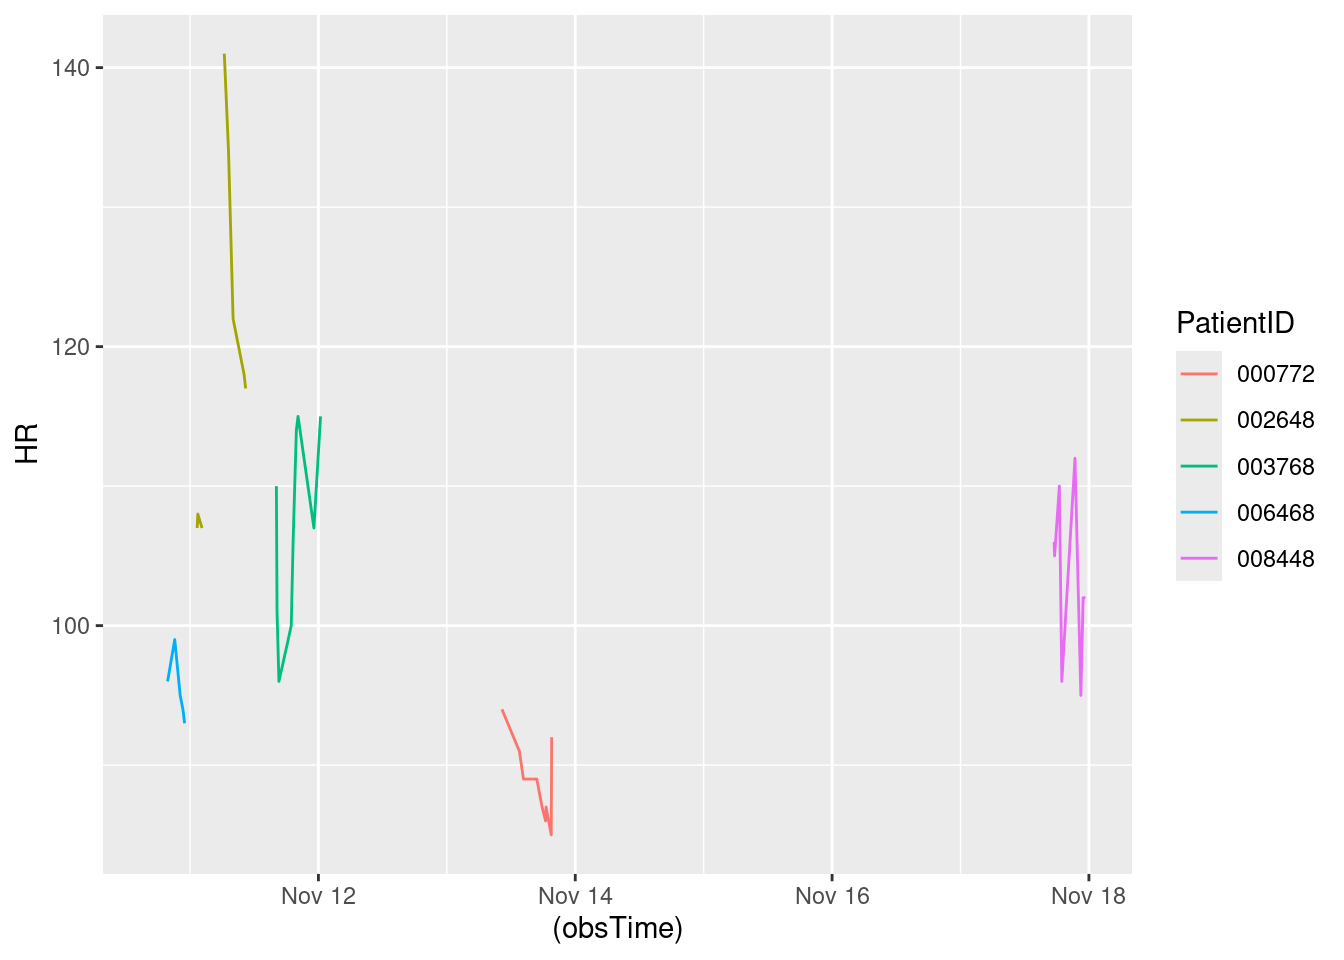 140
120
100
HR
Nov 12
Nov 14
Nov 16
Nov 18
(obsTime)
PatientID
000772
002648
003768
006468
008448